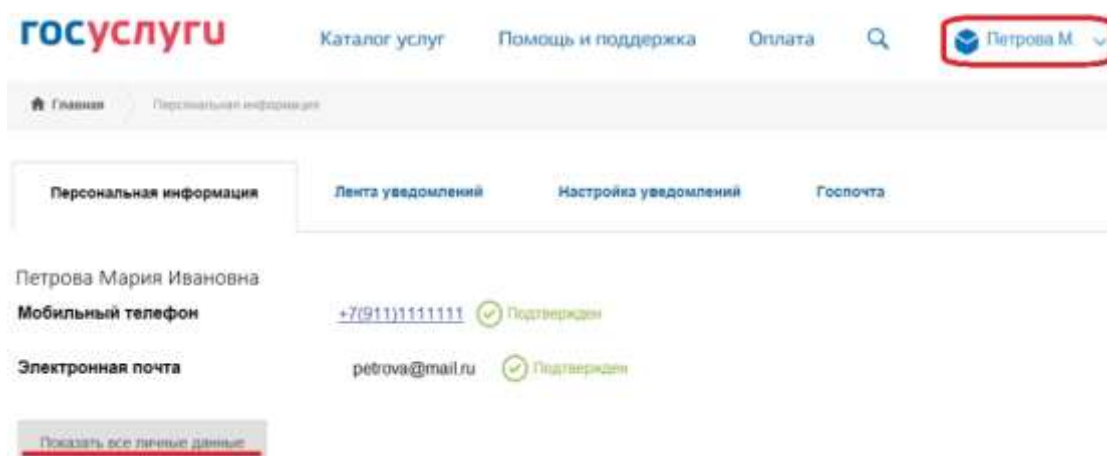 госуслуги Каталог услуг Помощь и поддержка Оплата Петрова М.
Главная Персональная информация
Персональная информация Лента уведомлений Настройка уведомлений Госпочта
Петрова Мария Ивановна
Мобильный телефон +7(911)1111111 Подтвержден
Электронная почта petrova@mail.ru Подтвержден
Показать все личные данные